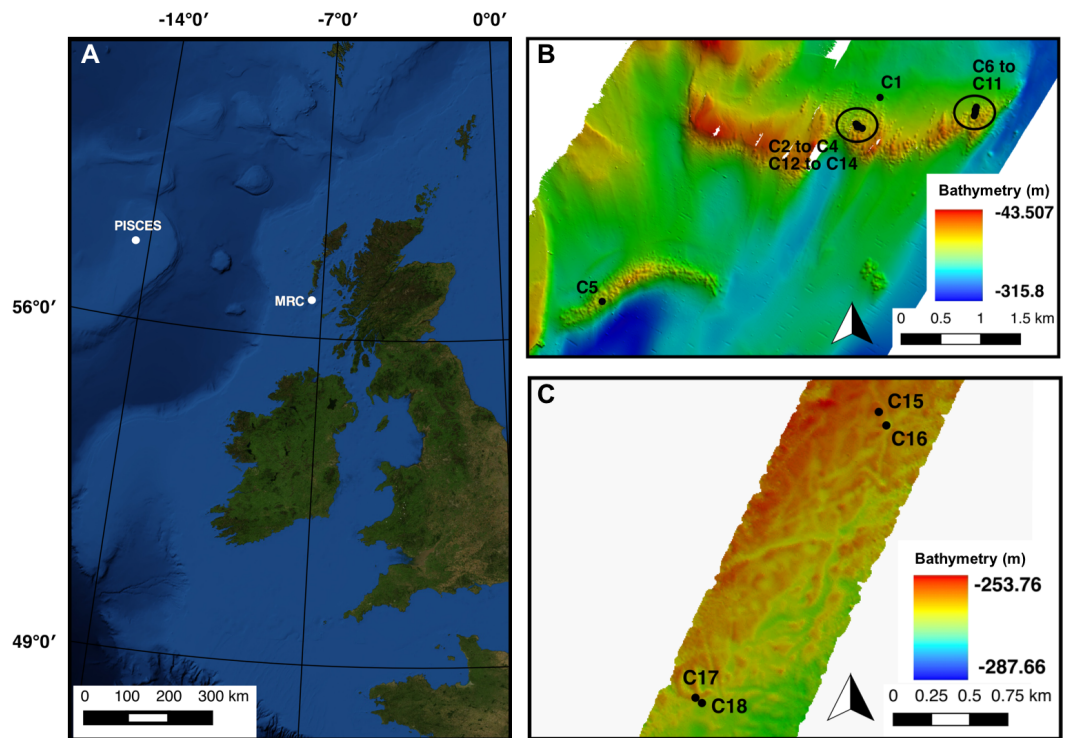 -14°0′ -7°0′ 0°0′
A
PISCES
MRC
56°0′
49°0′
0 100 200 300 km
B
C1
C6 to
C11
C2 to C4
C12 to C14
C5
Bathymetry (m)
-43.507
-315.8
0 0.5 1 1.5 km
C
C15
C16
C17
C18
Bathymetry (m)
-253.76
-287.66
0 0.25 0.5 0.75 km